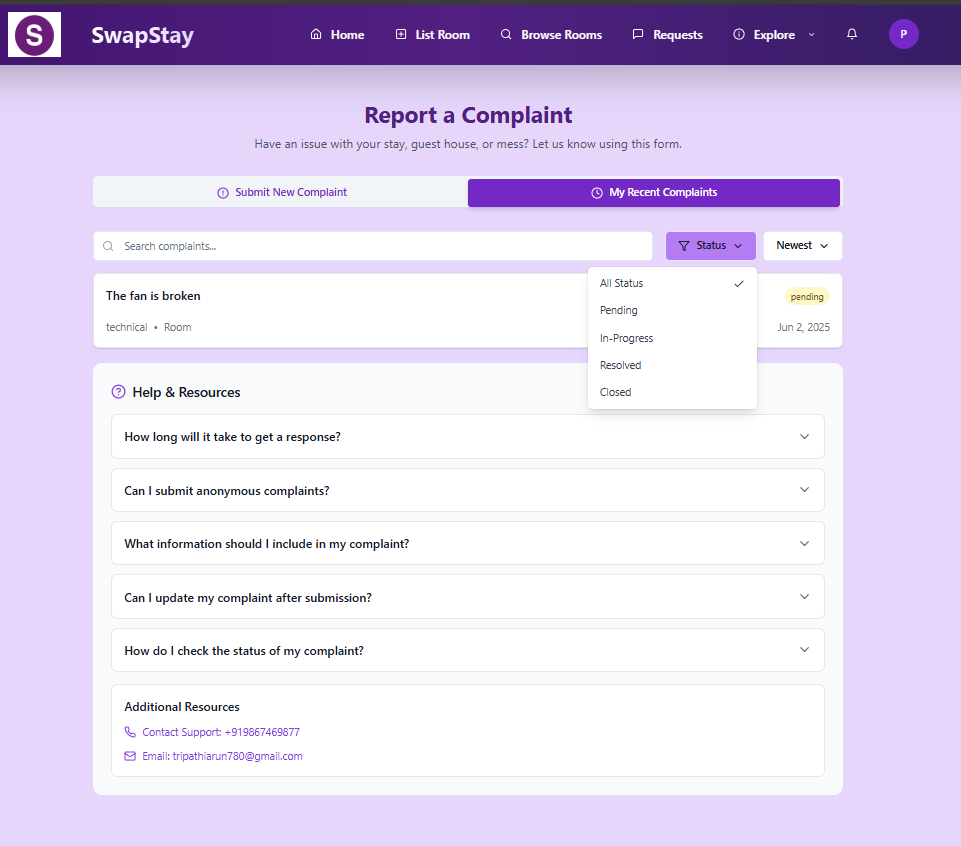 S
SwapStay
Home
List Room
Browse Rooms
Requests
Explore
P
Report a Complaint
Have an issue with your stay, guest house, or mess? Let us know using this form.
Submit New Complaint
My Recent Complaints
Search complaints...
Status
Newest
The fan is broken
pending
technical • Room
Jun 2, 2025
All Status
Pending
In-Progress
Resolved
Closed
Help & Resources
How long will it take to get a response?
Can I submit anonymous complaints?
What information should I include in my complaint?
Can I update my complaint after submission?
How do I check the status of my complaint?
Additional Resources
Contact Support: +919867469877
Email: tripathiarun780@gmail.com